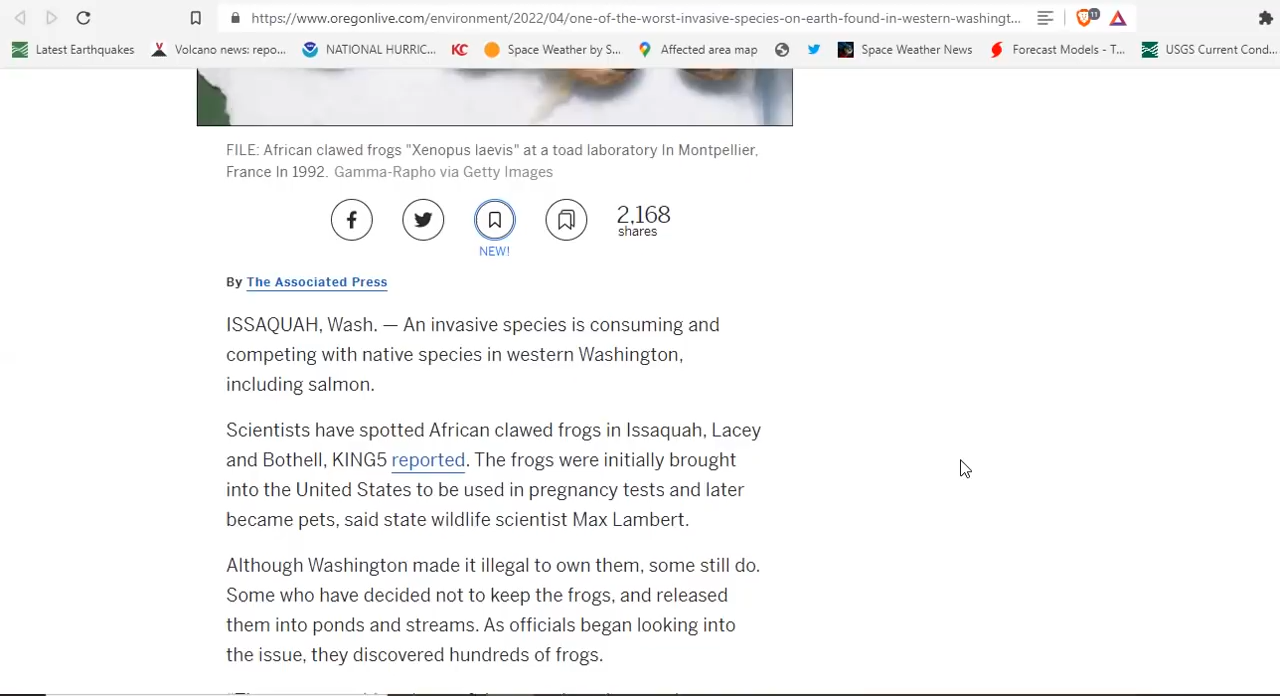 https://www.oregonlive.com/environment/2022/04/one-of-the-worst-invasive-species-on-earth-found-in-western-washingt...
11
Latest Earthquakes Volcano news: repo... NATIONAL HURRIC... KC Space Weather by S... Affected area map Space Weather News Forecast Models - T... USGS Current Cond...
FILE: African clawed frogs "Xenopus laevis" at a toad laboratory In Montpellier,
France In 1992. Gamma-Rapho via Getty Images
2,168
shares
NEW!
By The Associated Press
ISSAQUAH, Wash. — An invasive species is consuming and
competing with native species in western Washington,
including salmon.
Scientists have spotted African clawed frogs in Issaquah, Lacey
and Bothell, KING5 reported. The frogs were initially brought
into the United States to be used in pregnancy tests and later
became pets, said state wildlife scientist Max Lambert.
Although Washington made it illegal to own them, some still do.
Some who have decided not to keep the frogs, and released
them into ponds and streams. As officials began looking into
the issue, they discovered hundreds of frogs.